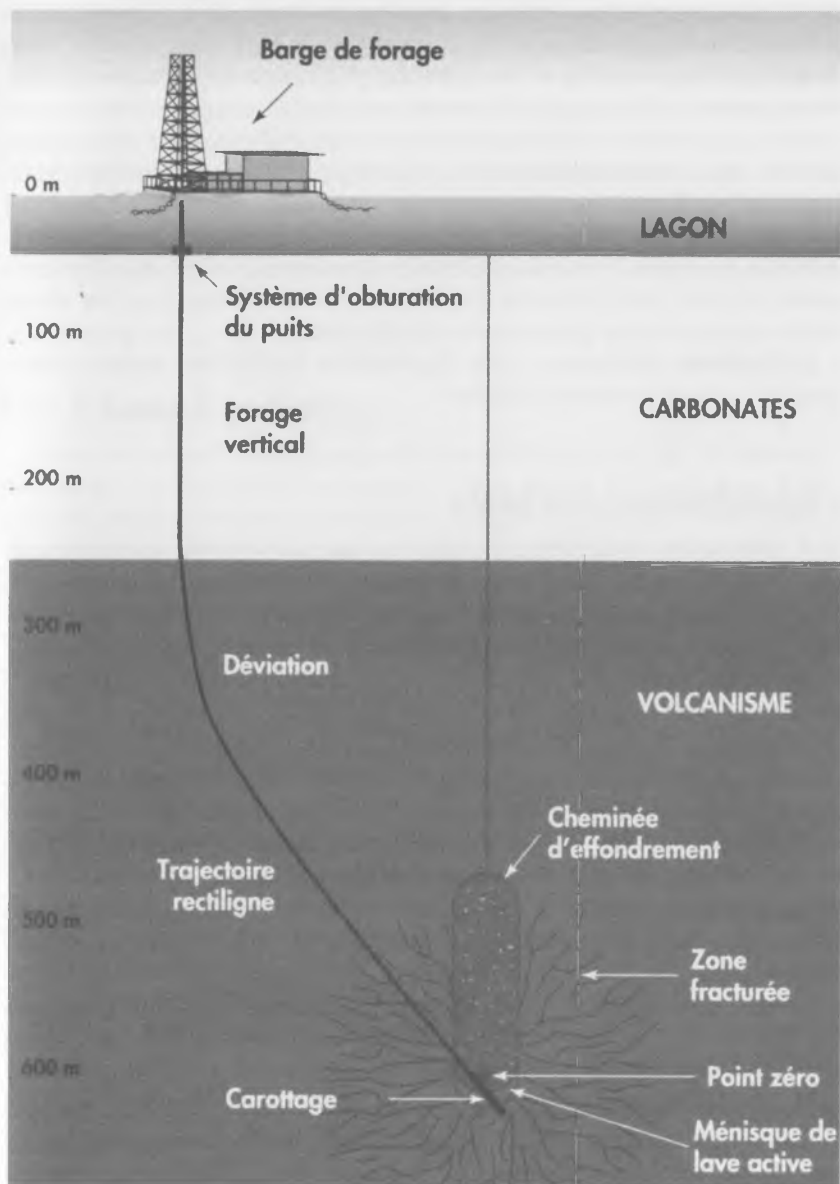 Barge de forage
0 m
LAGON
Système d'obturation
du puits
100 m
Forage
vertical
CARBONATES
200 m
300 m
Déviation
VOLCANISME
400 m
Cheminée
d'effondrement
Trajectoire
rectiligne
500 m
Zone
fracturée
600 m
Point zéro
Carottage
Ménisque de
lave active